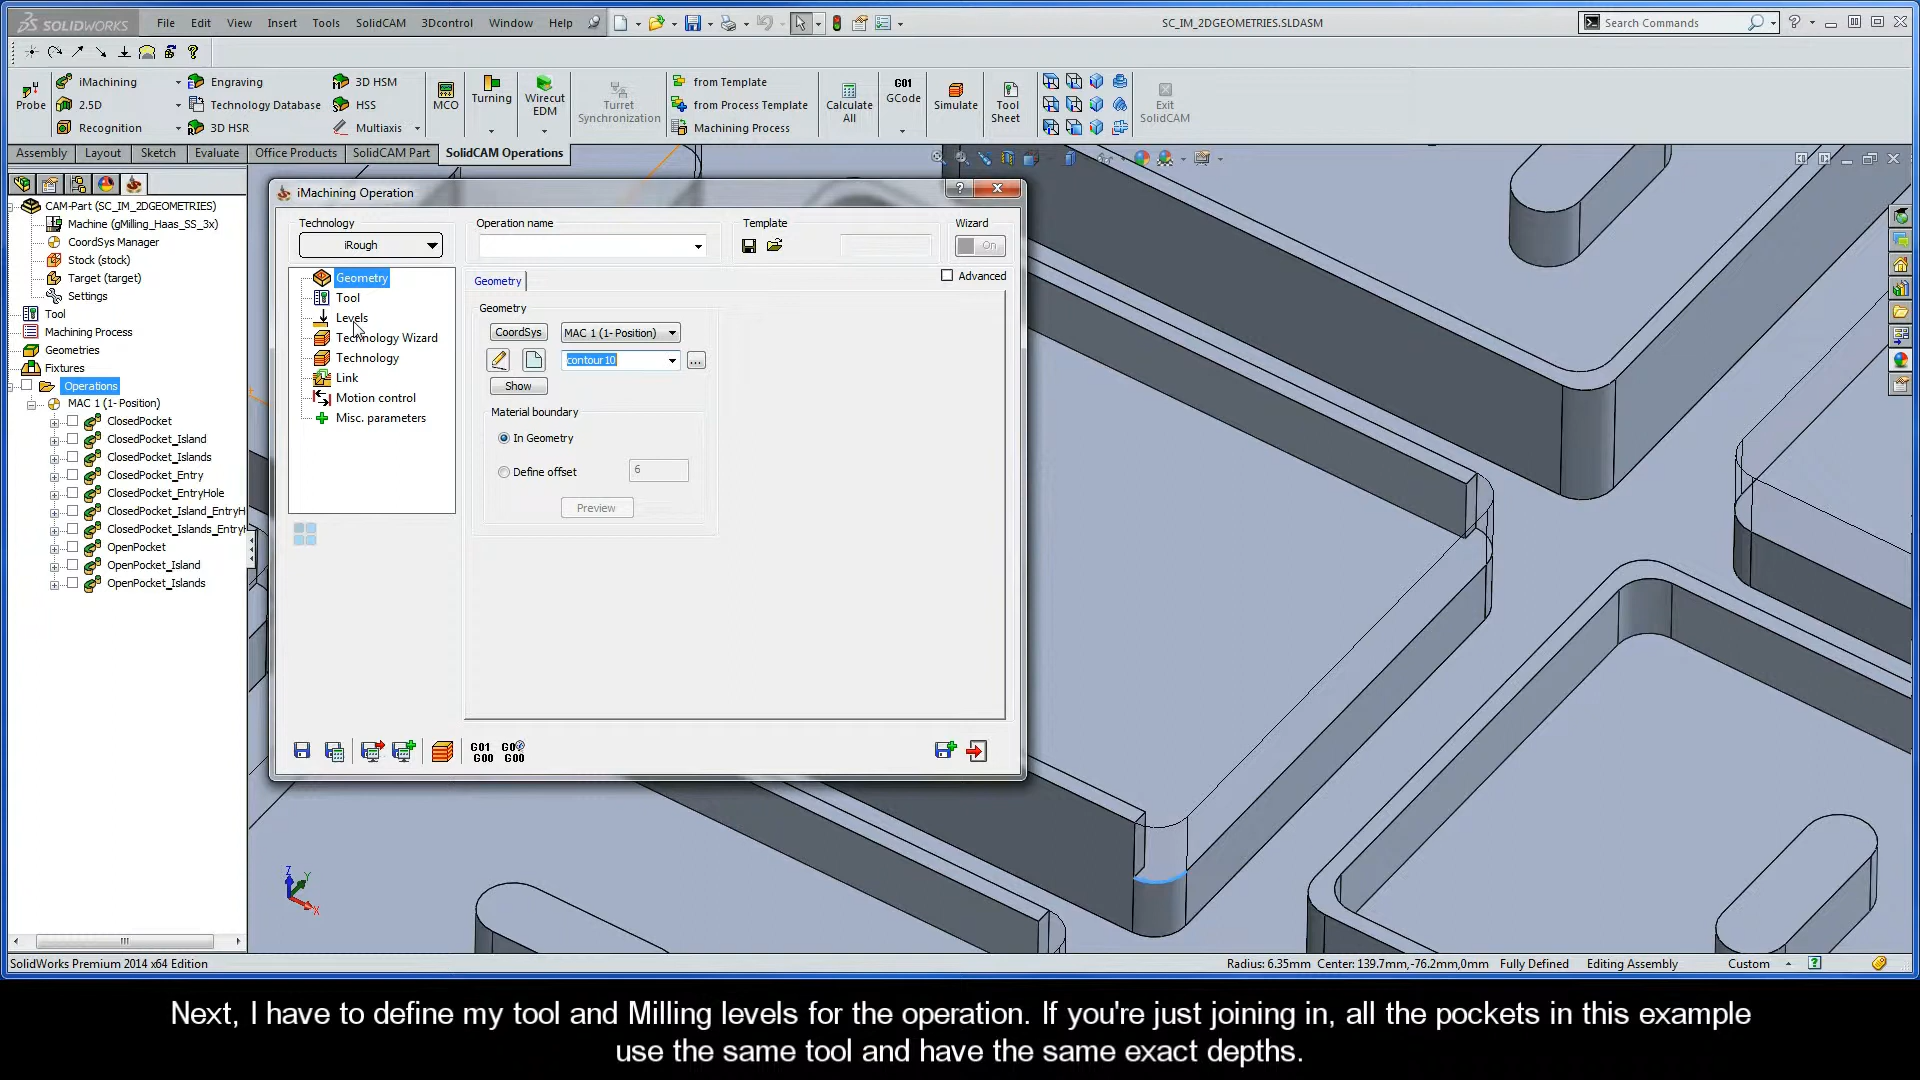 SOLIDWORKS
File Edit View Insert Tools SolidCAM 3Dcontrol Window Help
SC_IM_2DGEOMETRIES.SLDASM
Search Commands
Probe
iMachining
2.5D
Recognition
Engraving
Technology Database
3D HSR
3D HSM
HSS
Multiaxis
MCO
Turning
Wirecut EDM
Turret Synchronization
from Template
from Process Template
Machining Process
Calculate All
G01
GCode
Simulate
Tool Sheet
Exit SolidCAM
Assembly Layout Sketch Evaluate Office Products SolidCAM Part SolidCAM Operations
CAM-Part (SC_IM_2DGEOMETRIES)
Machine (gMilling_Haas_SS_3x)
CoordSys Manager
Stock (stock)
Target (target)
Settings
Tool
Machining Process
Geometries
Fixtures
Operations
MAC 1 (1- Position)
ClosedPocket
ClosedPocket_Island
ClosedPocket_Islands
ClosedPocket_Entry
ClosedPocket_EntryHole
ClosedPocket_Island_EntryH
ClosedPocket_Islands_EntryH
OpenPocket
OpenPocket_Island
OpenPocket_Islands
iMachining Operation
Technology
iRough
Operation name
Template
Wizard
On
Geometry
Tool
Levels
Technology Wizard
Technology
Link
Motion control
Misc. parameters
Geometry
Advanced
Geometry
CoordSys
MAC 1 (1- Position)
contour10
...
Show
Material boundary
In Geometry
Define offset
6
Preview
G01 G00
G00
Z
Y
X
SolidWorks Premium 2014 x64 Edition
Radius: 6.35mm Center: 139.7mm,-76.2mm,0mm Fully Defined Editing Assembly Custom
Next, I have to define my tool and Milling levels for the operation. If you're just joining in, all the pockets in this example
use the same tool and have the same exact depths.